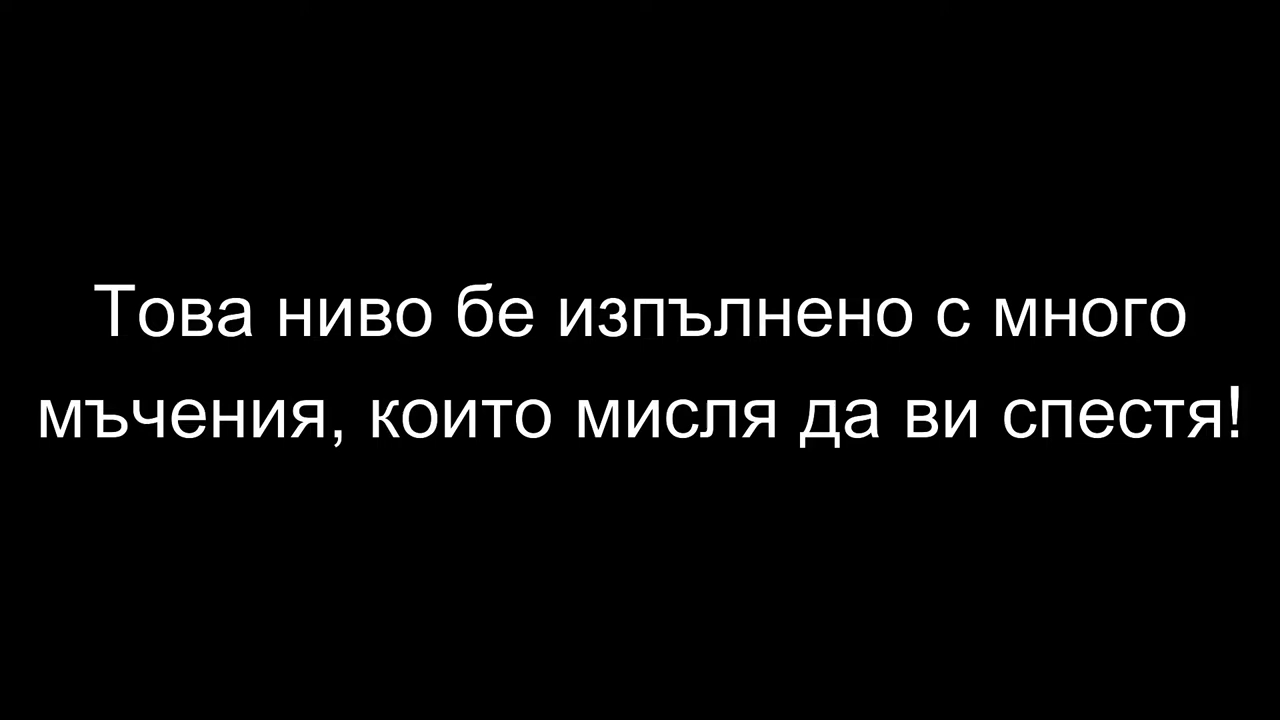 Това ниво бе изпълнено с много
мъчения, които мисля да ви спестя!